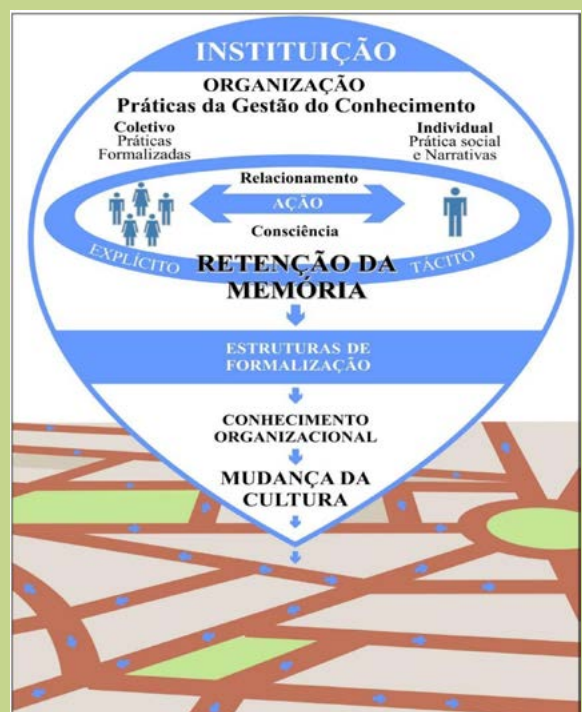 INSTITUIÇÃO
ORGANIZAÇÃO
Práticas da Gestão do Conhecimento
Coletivo
Práticas
Formalizadas
Individual
Prática social
e Narrativas
Relacionamento
AÇÃO
Consciência
EXPLÍCITO
TÁCITO
RETENÇÃO DA
MEMÓRIA
ESTRUTURAS DE
FORMALIZAÇÃO
CONHECIMENTO
ORGANIZACIONAL
MUDANÇA DA
CULTURA